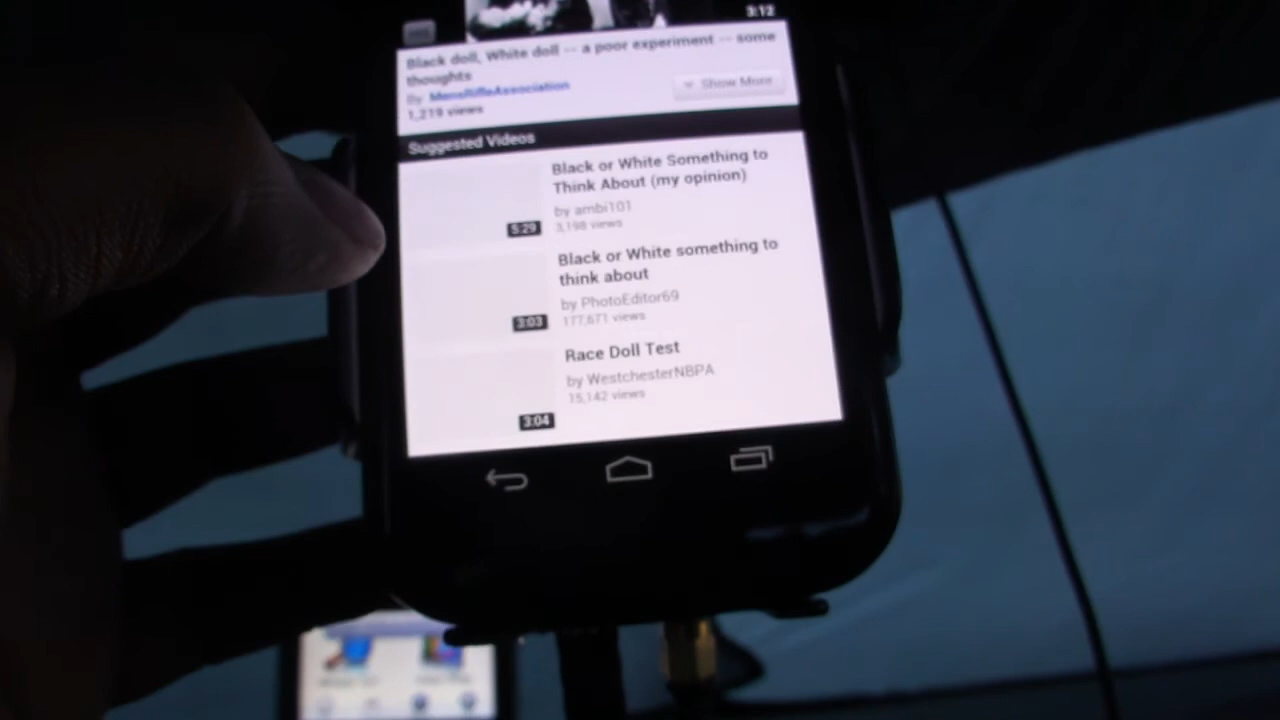 3:12
Black doll, White doll -- a poor experiment -- some
thoughts
By MensRifleAssociation
Show More
1,219 views
Suggested Videos
Black or White Something to
Think About (my opinion)
by ambi101
3,198 views
5:29
Black or White something to
think about
by PhotoEditor69
177,671 views
3:03
Race Doll Test
by WestchesterNBPA
15,142 views
3:04